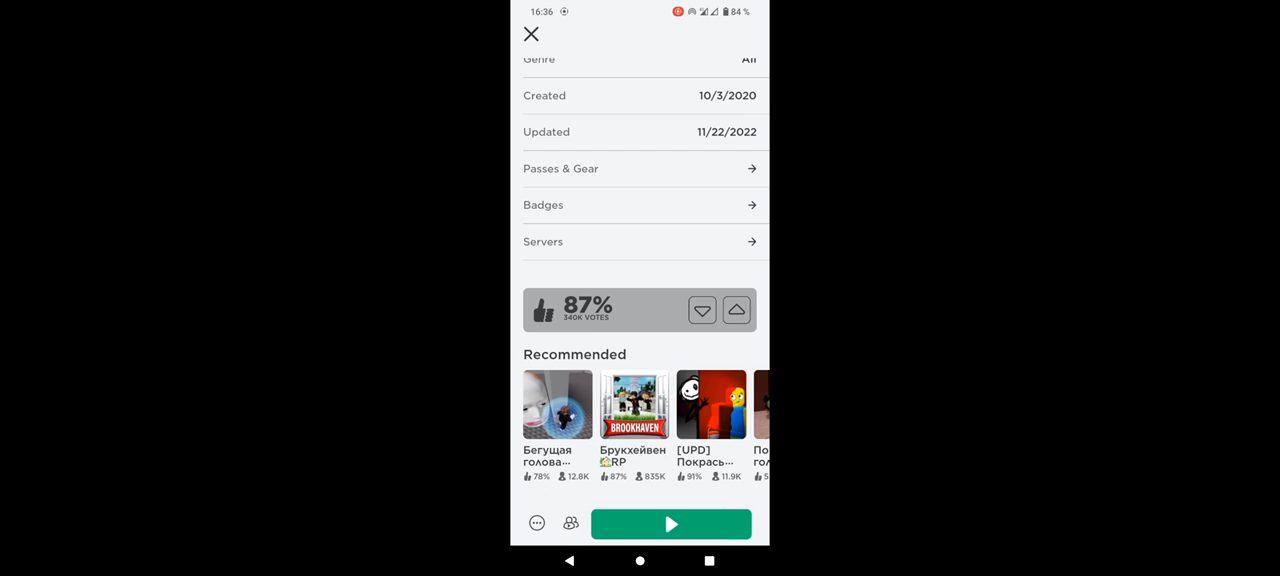 16:36
84 %
Genre All
Created 10/3/2020
Updated 11/22/2022
Passes & Gear
Badges
Servers
87%
340K VOTES
Recommended
BROOKHAVEN
Бегущая
голова...
78% 12.8K
Брукхейвен
🏡RP
87% 835K
[UPD]
Покрась...
91% 11.9K